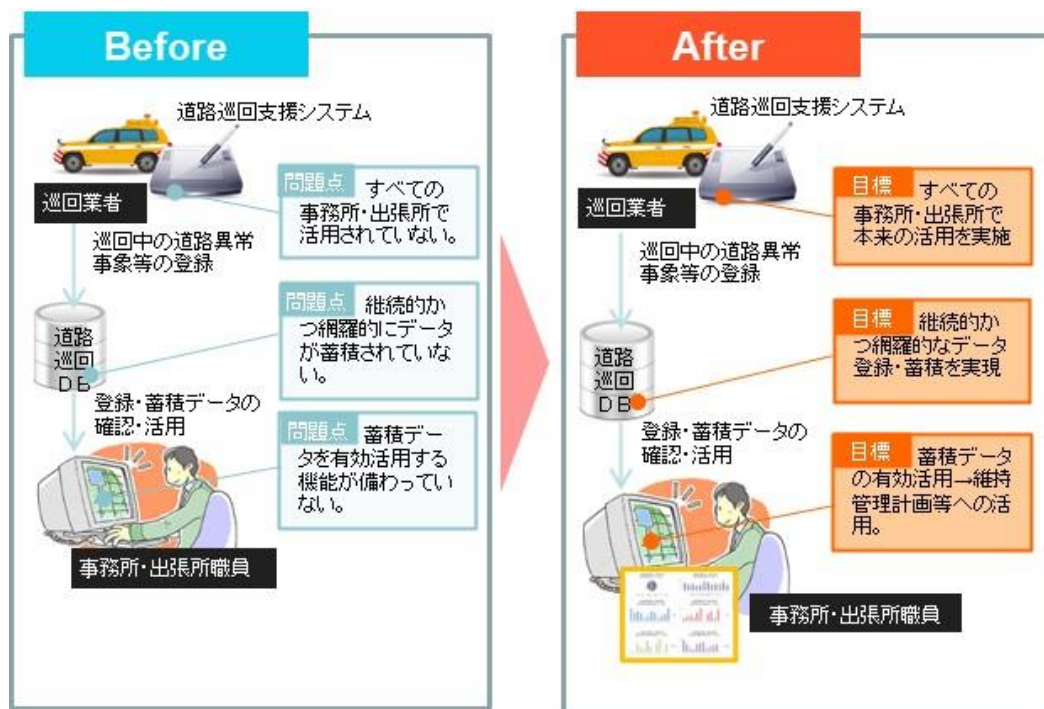 Before
道路巡回支援システム
巡回業者
問題点 すべての
事務所・出張所で
活用されていない。
巡回中の道路異常
事象等の登録
問題点 継続的か
つ網羅的にデータ
が蓄積されていな
い。
道路
巡回
DB
登録・蓄積データの
確認・活用
問題点 蓄積デー
タを有効活用する
機能が備わってい
ない。
事務所・出張所職員
After
道路巡回支援システム
巡回業者
目標 すべての
事務所・出張所で
本来の活用を実施
巡回中の道路異常
事象等の登録
目標 継続的か
つ網羅的なデータ
登録・蓄積を実現
道路
巡回
DB
登録・蓄積データの
確認・活用
目標 蓄積データ
の有効活用→維持
管理計画等への活
用。
事務所・出張所職員